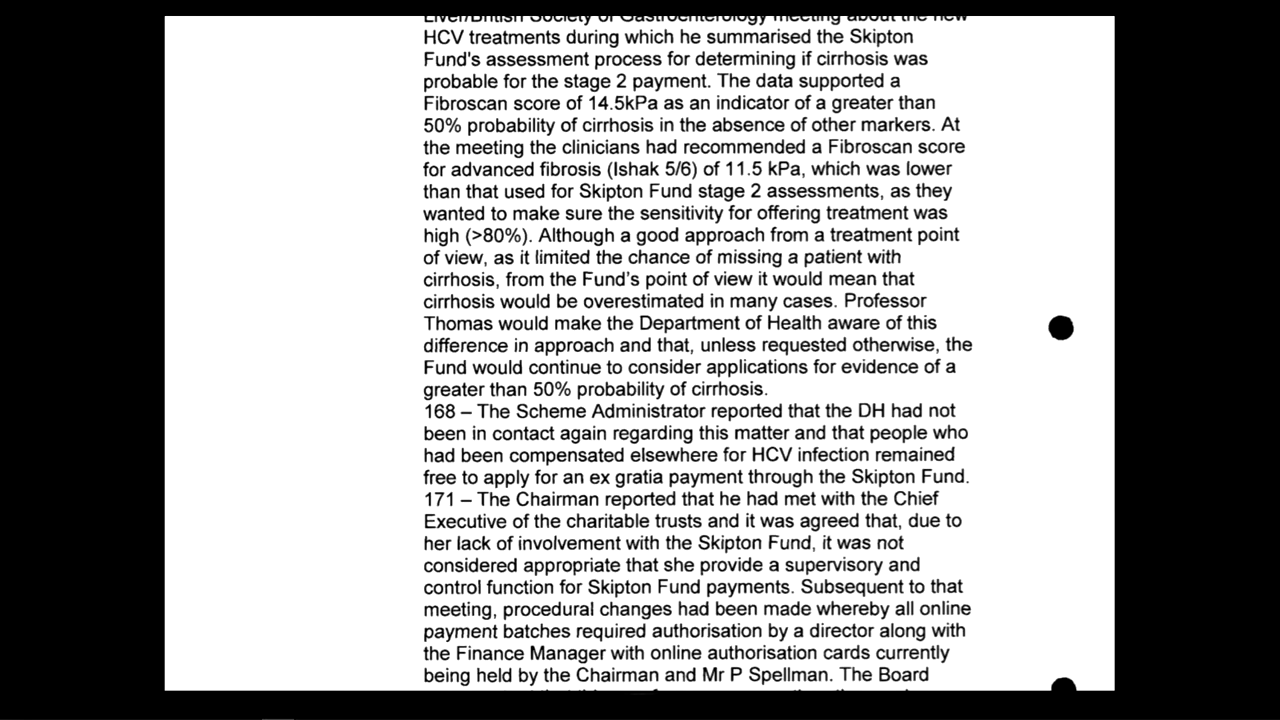 Liver/British Society of Gastroenterology meeting about the new
HCV treatments during which he summarised the Skipton
Fund's assessment process for determining if cirrhosis was
probable for the stage 2 payment. The data supported a
Fibroscan score of 14.5kPa as an indicator of a greater than
50% probability of cirrhosis in the absence of other markers. At
the meeting the clinicians had recommended a Fibroscan score
for advanced fibrosis (Ishak 5/6) of 11.5 kPa, which was lower
than that used for Skipton Fund stage 2 assessments, as they
wanted to make sure the sensitivity for offering treatment was
high (>80%). Although a good approach from a treatment point
of view, as it limited the chance of missing a patient with
cirrhosis, from the Fund's point of view it would mean that
cirrhosis would be overestimated in many cases. Professor
Thomas would make the Department of Health aware of this
difference in approach and that, unless requested otherwise, the
Fund would continue to consider applications for evidence of a
greater than 50% probability of cirrhosis.
168 – The Scheme Administrator reported that the DH had not
been in contact again regarding this matter and that people who
had been compensated elsewhere for HCV infection remained
free to apply for an ex gratia payment through the Skipton Fund.
171 – The Chairman reported that he had met with the Chief
Executive of the charitable trusts and it was agreed that, due to
her lack of involvement with the Skipton Fund, it was not
considered appropriate that she provide a supervisory and
control function for Skipton Fund payments. Subsequent to that
meeting, procedural changes had been made whereby all online
payment batches required authorisation by a director along with
the Finance Manager with online authorisation cards currently
being held by the Chairman and Mr P Spellman. The Board